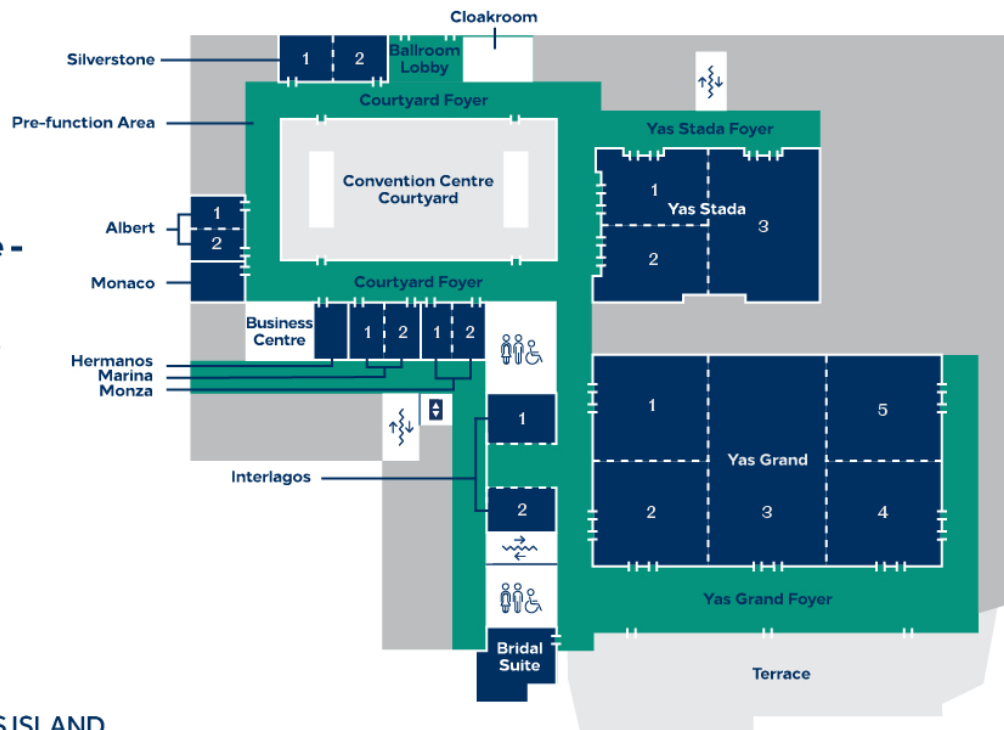 Cloakroom
Silverstone
1
2
Ballroom
Lobby
Courtyard Foyer
Pre-function Area
Yas Stada Foyer
Convention Centre
Courtyard
1
Yas Stada
3
2
Albert
1
2
e -
Monaco
Courtyard Foyer
Business
Centre
1
2
1
2
Hermanos
Marina
Monza
1
Interlagos
2
1
5
Yas Grand
2
3
4
Yas Grand Foyer
Bridal
Suite
Terrace
S ISLAND